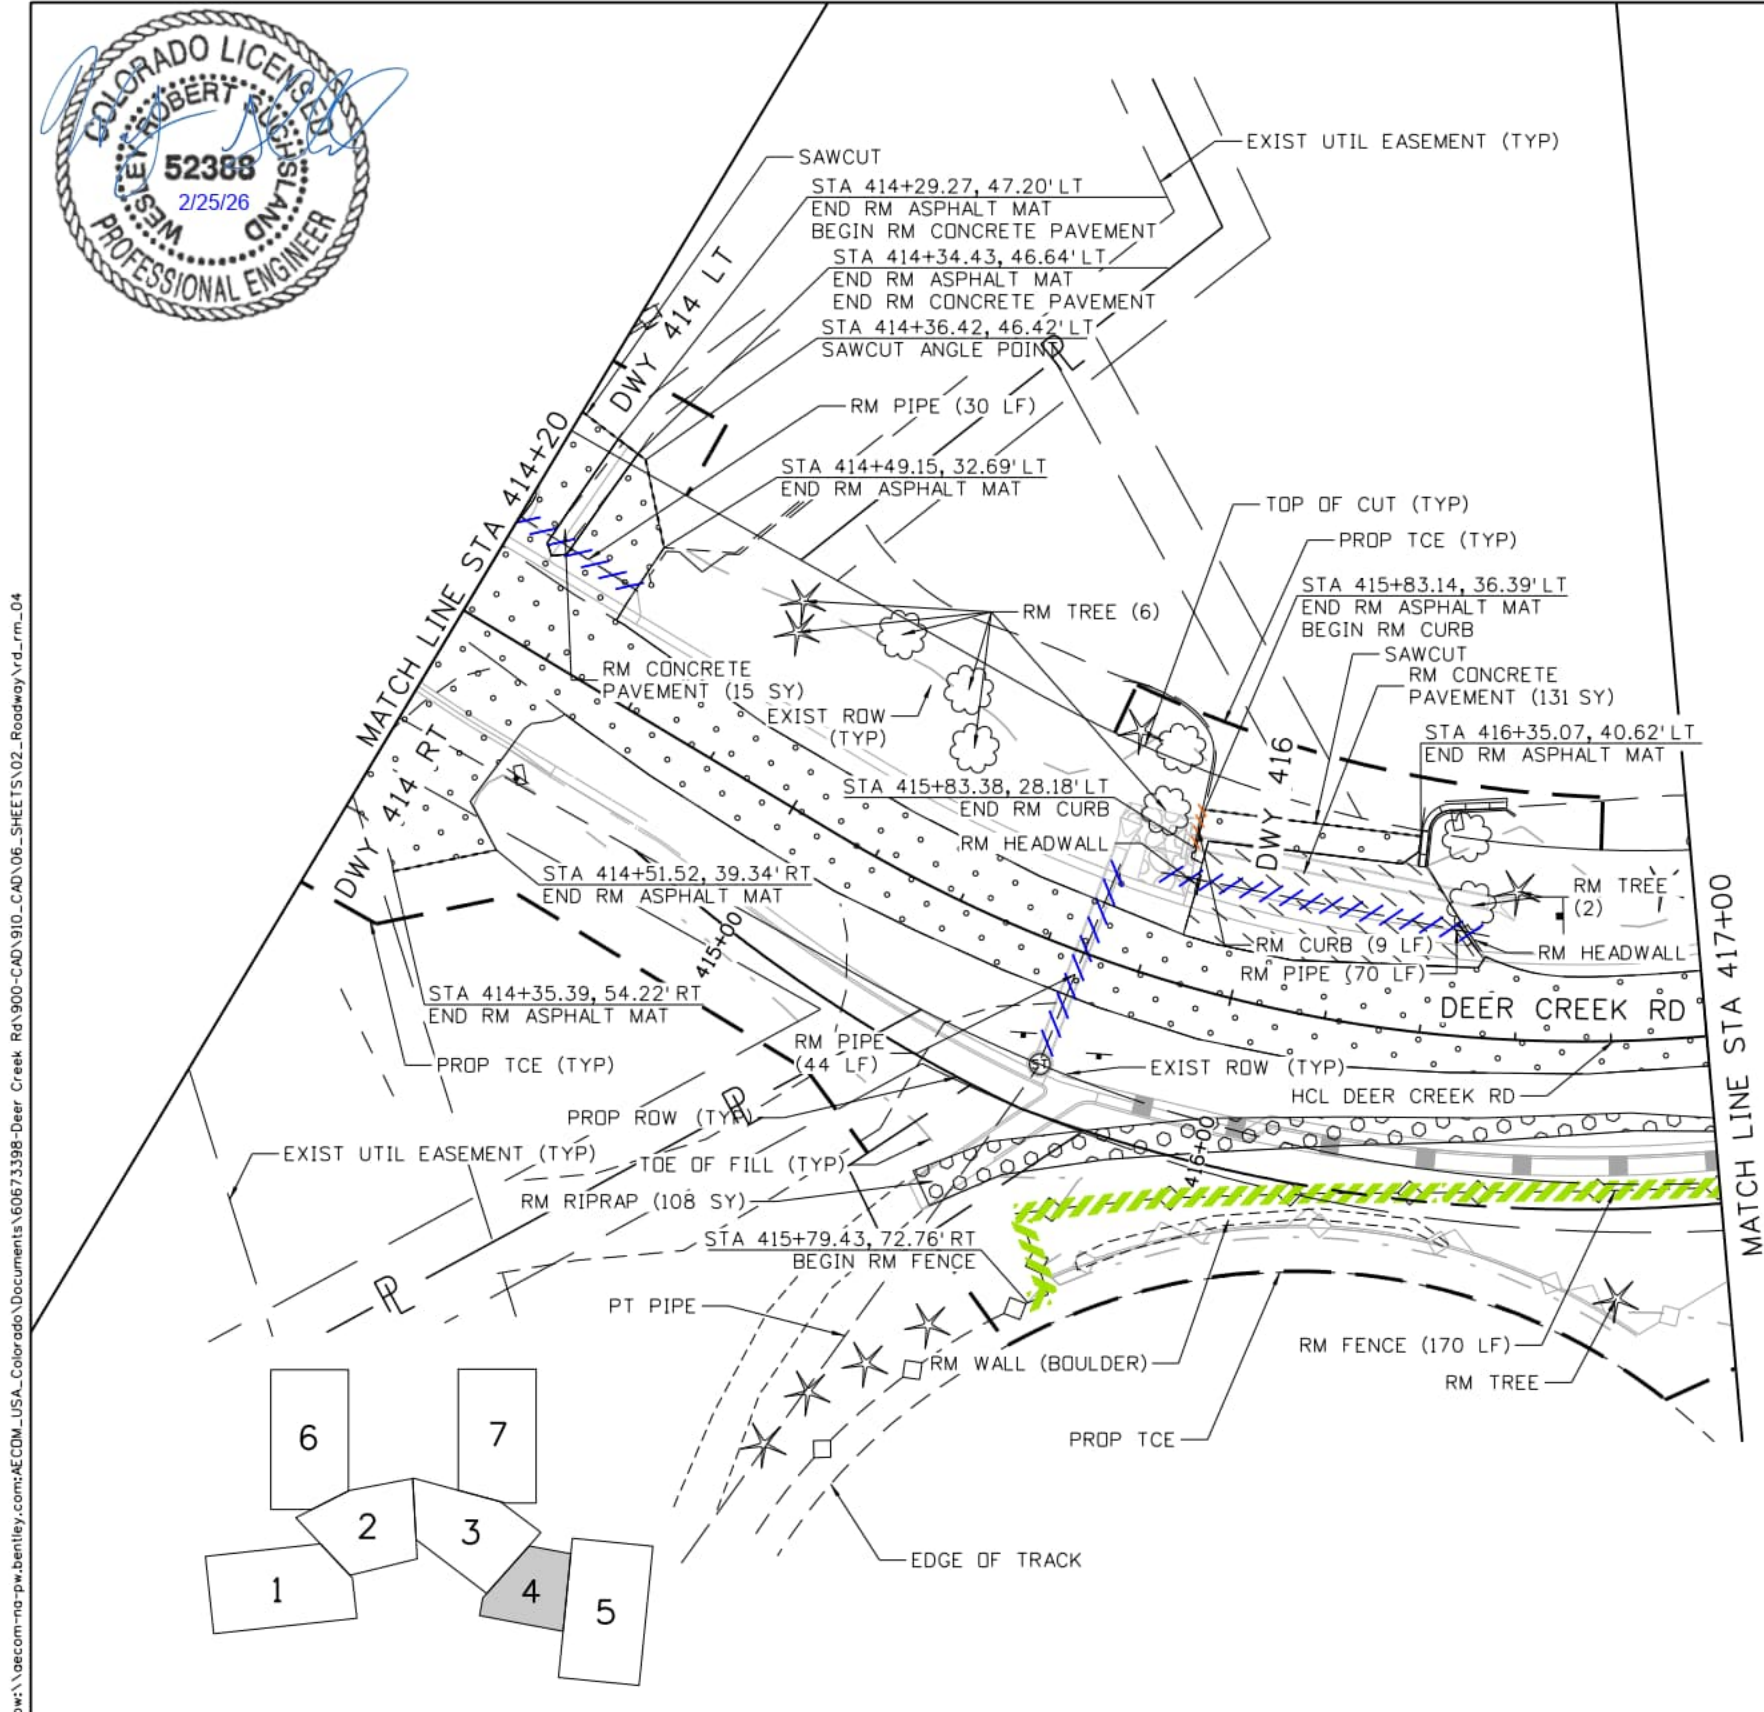 COLORADO LICENSED
WESLEY ROBERT SUCHSLAND
52388
2/25/26
PROFESSIONAL ENGINEER
SAWCUT
STA 414+29.27, 47.20' LT
END RM ASPHALT MAT
BEGIN RM CONCRETE PAVEMENT
STA 414+34.43, 46.64' LT
END RM ASPHALT MAT
END RM CONCRETE PAVEMENT
STA 414+36.42, 46.42' LT
SAWCUT ANGLE POINT
EXIST UTIL EASEMENT (TYP)
DWY 414 LT
PL
RM PIPE (30 LF)
STA 414+49.15, 32.69' LT
END RM ASPHALT MAT
MATCH LINE STA 414+20
TOP OF CUT (TYP)
PROP TCE (TYP)
STA 415+83.14, 36.39' LT
END RM ASPHALT MAT
BEGIN RM CURB
SAWCUT
RM CONCRETE
PAVEMENT (131 SY)
STA 416+35.07, 40.62' LT
END RM ASPHALT MAT
RM TREE (6)
RM CONCRETE
PAVEMENT (15 SY)
EXIST ROW
(TYP)
DWY 416
STA 415+83.38, 28.18' LT
END RM CURB
RM HEADWALL
DWY 414 RT
STA 414+51.52, 39.34' RT
END RM ASPHALT MAT
415+00
RM TREE
(2)
RM CURB (9 LF)
RM HEADWALL
RM PIPE (70 LF)
DEER CREEK RD
STA 414+35.39, 54.22' RT
END RM ASPHALT MAT
PROP TCE (TYP)
RM PIPE
(44 LF)
ST
EXIST ROW (TYP)
HCL DEER CREEK RD
MATCH LINE STA 417+00
PROP ROW (TYP)
PL
EXIST UTIL EASEMENT (TYP)
TOE OF FILL (TYP)
416+00
RM RIPRAP (108 SY)
STA 415+79.43, 72.76' RT
BEGIN RM FENCE
PL
PT PIPE
RM WALL (BOULDER)
RM FENCE (170 LF)
RM TREE
PROP TCE
EDGE OF TRACK
6
7
2
3
1
4
5
pw:\\aecom-na-pw.bentley.com:AECOM_USA_Colorado\Documents\60673398-Deer Creek Rd\900-CAD\910_CAD\06_SHEETS\02_Roadway\rd_rm_04